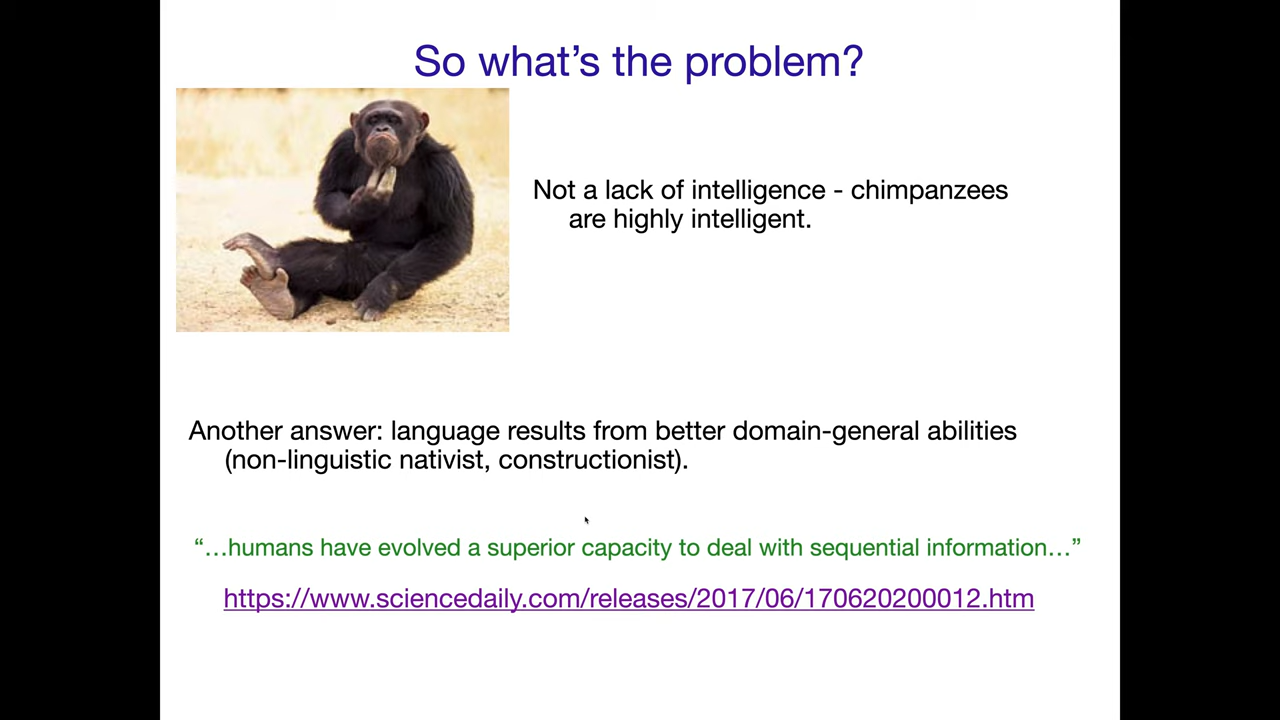 So what’s the problem?
Not a lack of intelligence - chimpanzees
are highly intelligent.
Another answer: language results from better domain-general abilities
(non-linguistic nativist, constructionist).
“…humans have evolved a superior capacity to deal with sequential information…”
https://www.sciencedaily.com/releases/2017/06/170620200012.htm